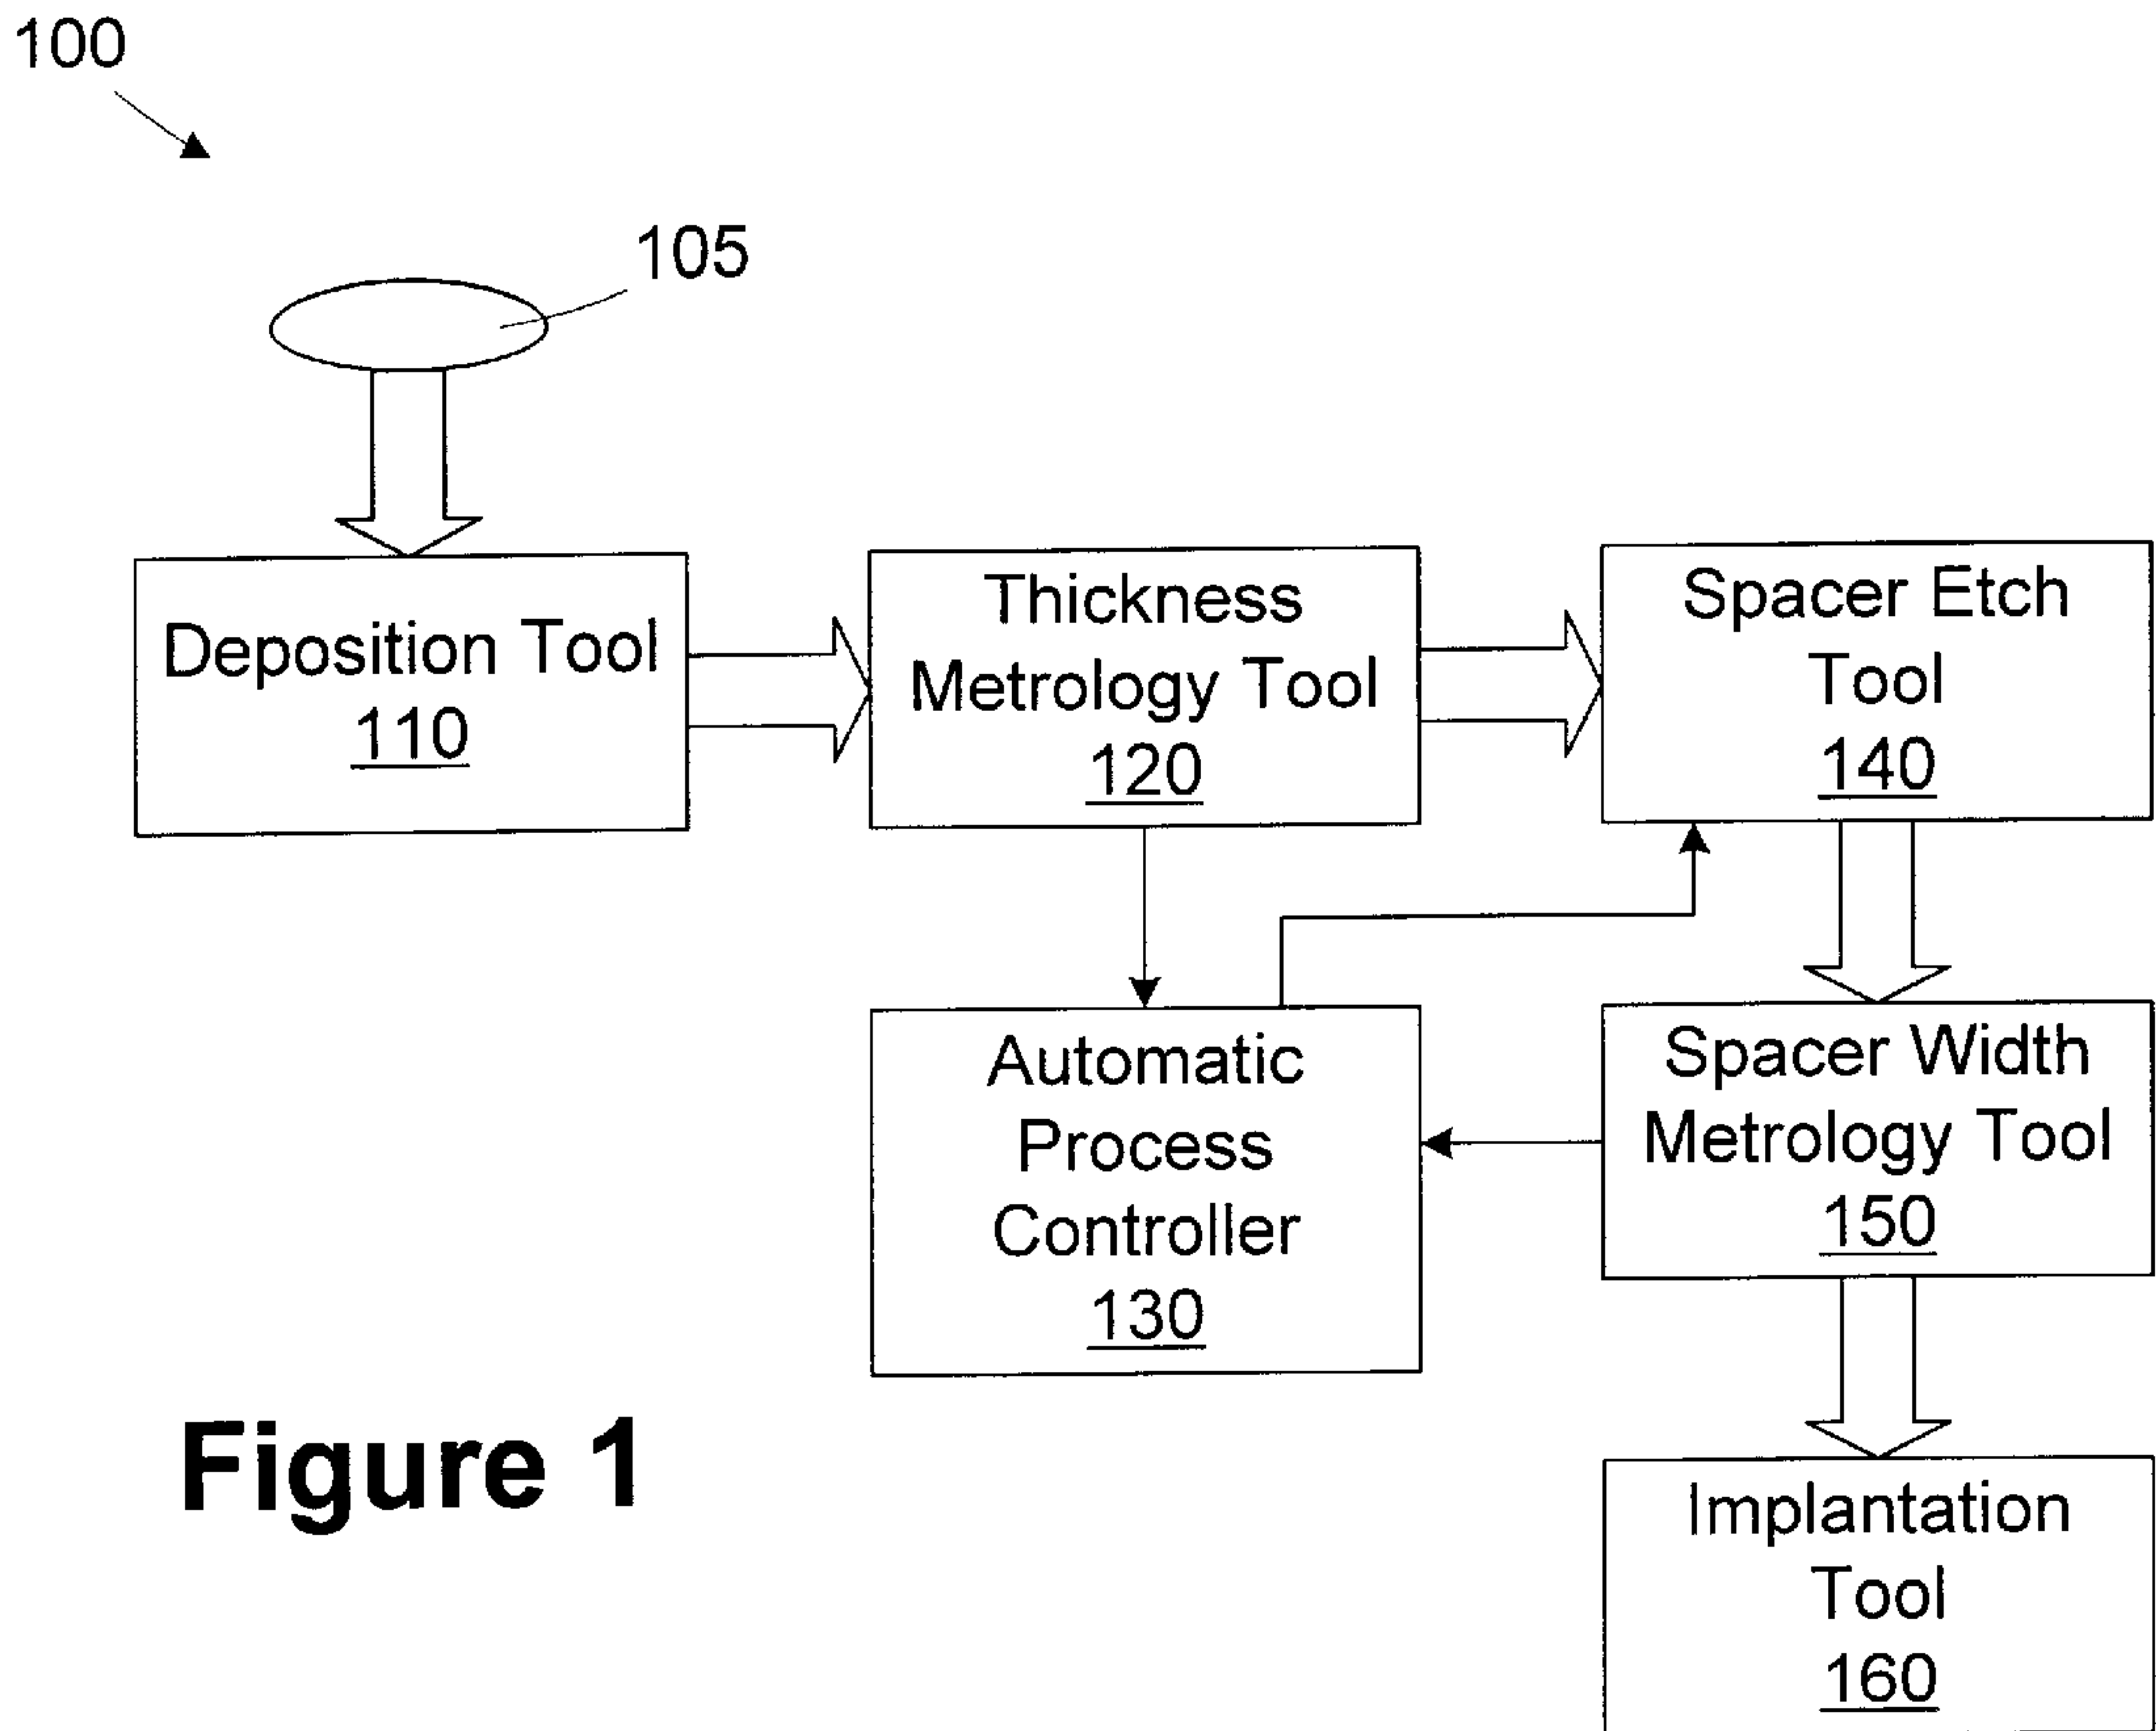 100
105
Deposition Tool
110
Thickness
Metrology Tool
120
Spacer Etch
Tool
140
Automatic
Process
Controller
130
Spacer Width
Metrology Tool
150
Implantation
Tool
160
Figure 1